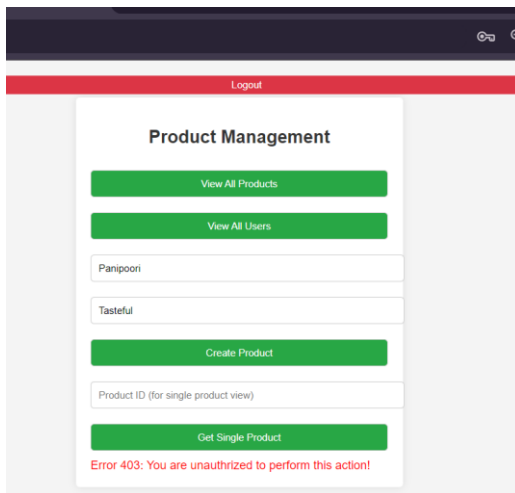 Logout
Product Management
View All Products
View All Users
Panipoori
Tasteful
Create Product
Product ID (for single product view)
Get Single Product
Error 403: You are unauthrized to perform this action!